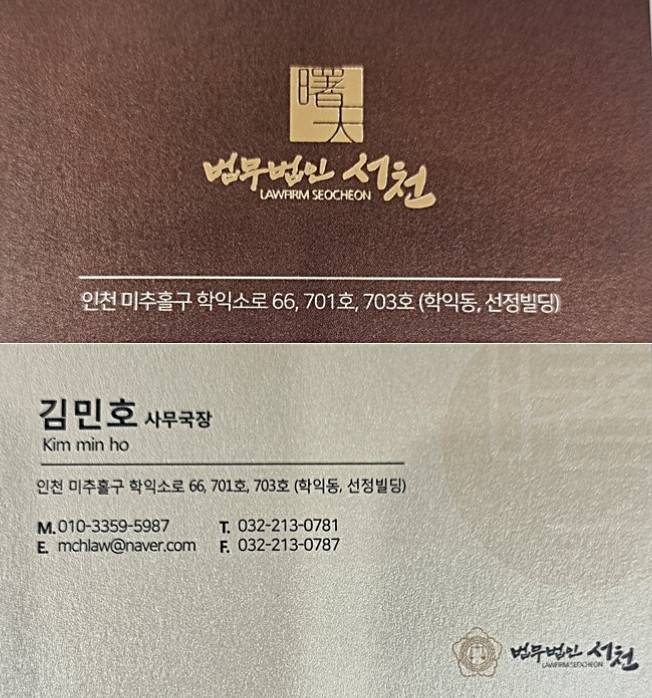 曙天
법무법인 서천
LAWFIRM SEOCHEON
인천 미추홀구 학익소로 66, 701호, 703호 (학익동, 선정빌딩)
김민호 사무국장
Kim min ho
인천 미추홀구 학익소로 66, 701호, 703호 (학익동, 선정빌딩)
M. 010-3359-5987 T. 032-213-0781
E. mchlaw@naver.com F. 032-213-0787
법무법인 서천
LAWFIRM SEOCHEON